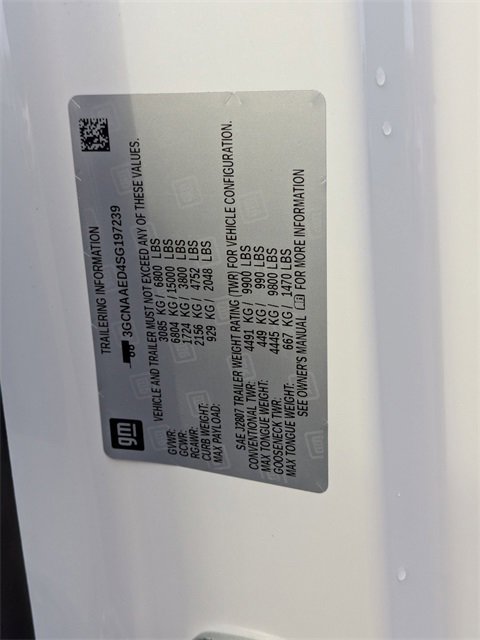 gm
TRAILERING INFORMATION
3GCNAAED4SG197239
VEHICLE AND TRAILER MUST NOT EXCEED ANY OF THESE VALUES.
GVWR: 3085 KG / 6800 LBS
GCWR: 6804 KG / 15000 LBS
RGAWR: 1724 KG / 3800 LBS
CURB WEIGHT: 2156 KG / 4752 LBS
MAX PAYLOAD: 929 KG / 2048 LBS
SAE J2807 TRAILER WEIGHT RATING (TWR) FOR VEHICLE CONFIGURATION.
CONVENTIONAL TWR: 4491 KG / 9900 LBS
MAX TONGUE WEIGHT: 449 KG / 990 LBS
GOOSENECK TWR: 4445 KG / 9800 LBS
MAX TONGUE WEIGHT: 667 KG / 1470 LBS
SEE OWNER'S MANUAL FOR MORE INFORMATION